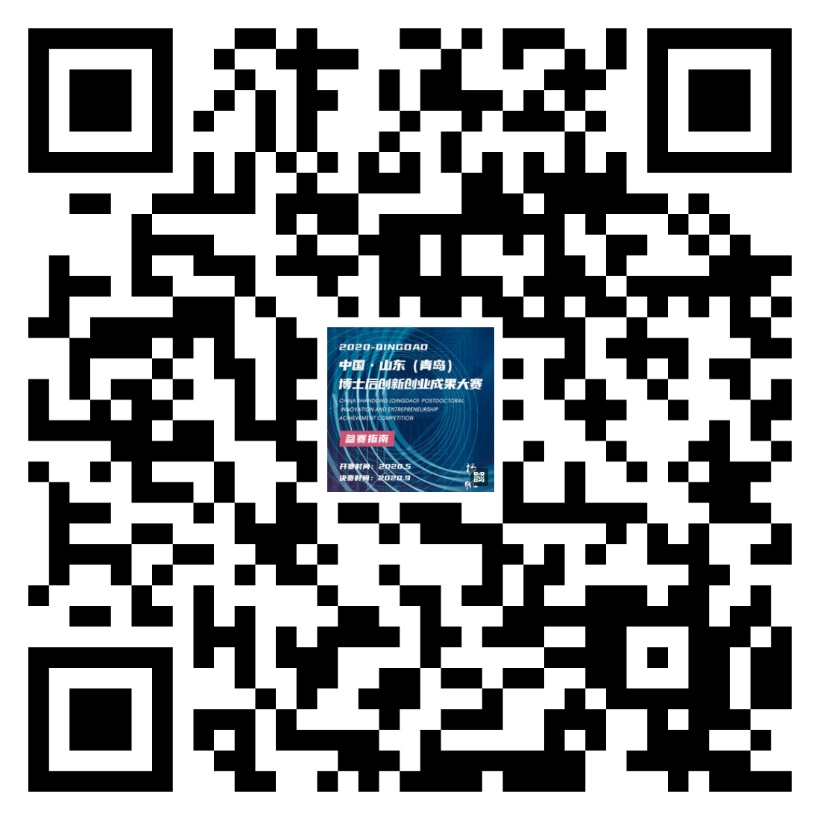 2020-QINGDAO
中国·山东（青岛）
博士后创新创业成果大赛
CHINA SHANDONG (QINGDAO) POSTDOCTORAL
INNOVATION AND ENTREPRENEURSHIP
ACHIEVEMENT COMPETITION
参赛指南
开赛时间：2020.5
决赛时间：2020.9